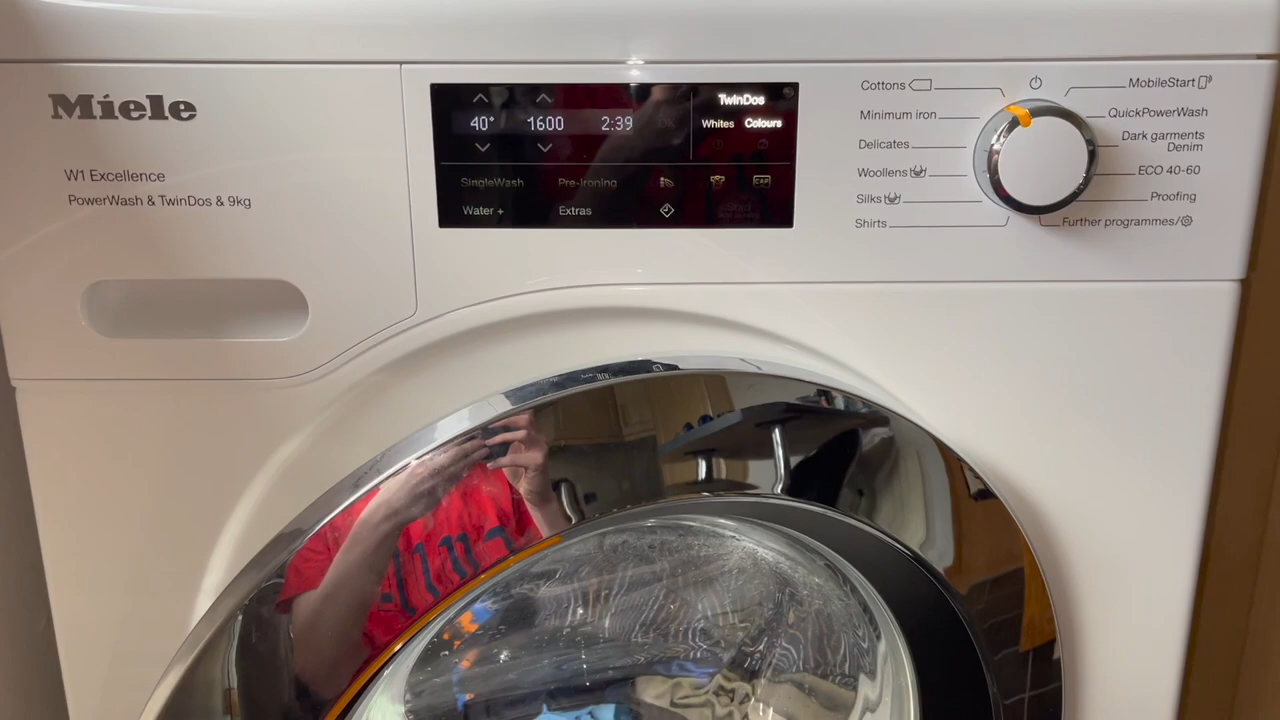 Miele
W1 Excellence
PowerWash & TwinDos & 9kg
40° 1600 2:39
TwinDos
Whites Colours
SingleWash Pre-ironing
CAP
Water + Extras
Cottons
Minimum iron
Delicates
Woollens
Silks
Shirts
MobileStart
QuickPowerWash
Dark garments
Denim
ECO 40-60
Proofing
Further programmes/